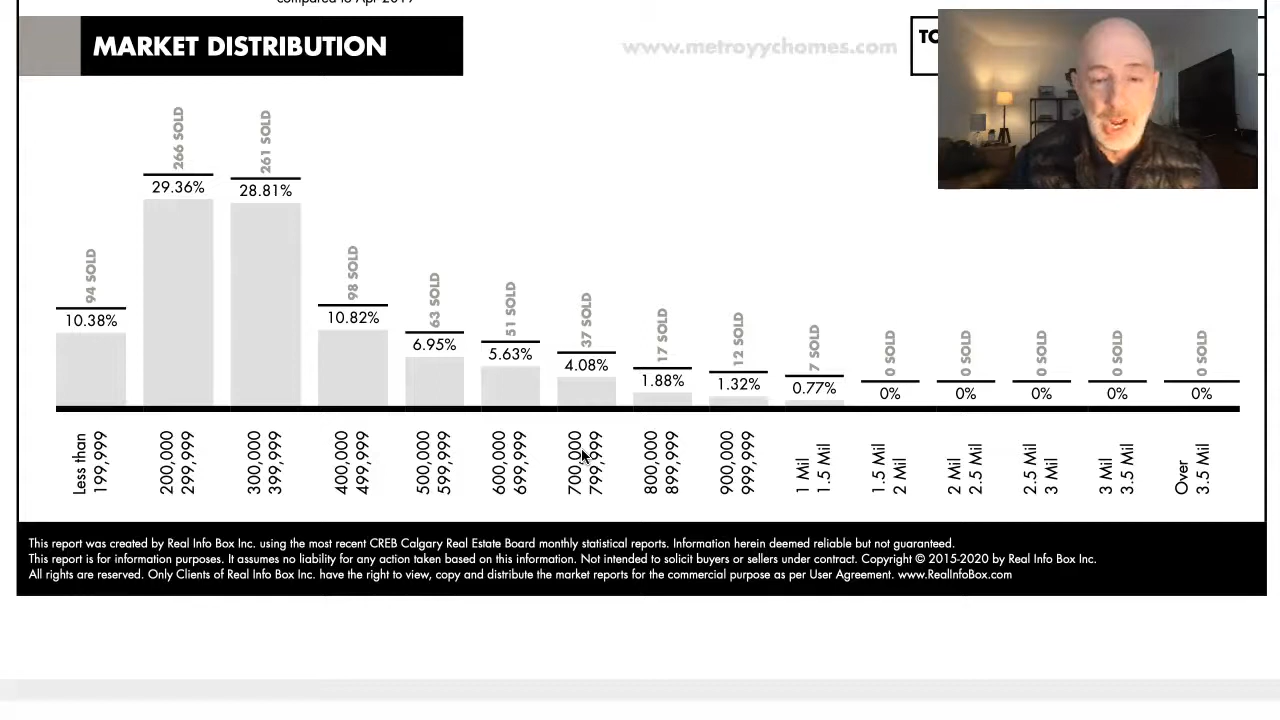 MARKET DISTRIBUTION
www.metroyychomes.com
TO
94 SOLD
10.38%
266 SOLD
29.36%
261 SOLD
28.81%
98 SOLD
10.82%
63 SOLD
6.95%
51 SOLD
5.63%
37 SOLD
4.08%
17 SOLD
1.88%
12 SOLD
1.32%
7 SOLD
0.77%
0 SOLD
0%
0 SOLD
0%
0 SOLD
0%
0 SOLD
0%
0 SOLD
0%
Less than
199,999
200,000
299,999
300,000
399,999
400,000
499,999
500,000
599,999
600,000
699,999
700,000
799,999
800,000
899,999
900,000
999,999
1 Mil
1.5 Mil
1.5 Mil
2 Mil
2 Mil
2.5 Mil
2.5 Mil
3 Mil
3 Mil
3.5 Mil
Over
3.5 Mil
This report was created by Real Info Box Inc. using the most recent CREB Calgary Real Estate Board monthly statistical reports. Information herein deemed reliable but not guaranteed.
This report is for information purposes. It assumes no liability for any action taken based on this information. Not intended to solicit buyers or sellers under contract. Copyright © 2015-2020 by Real Info Box Inc.
All rights are reserved. Only Clients of Real Info Box Inc. have the right to view, copy and distribute the market reports for the commercial purpose as per User Agreement. www.RealInfoBox.com